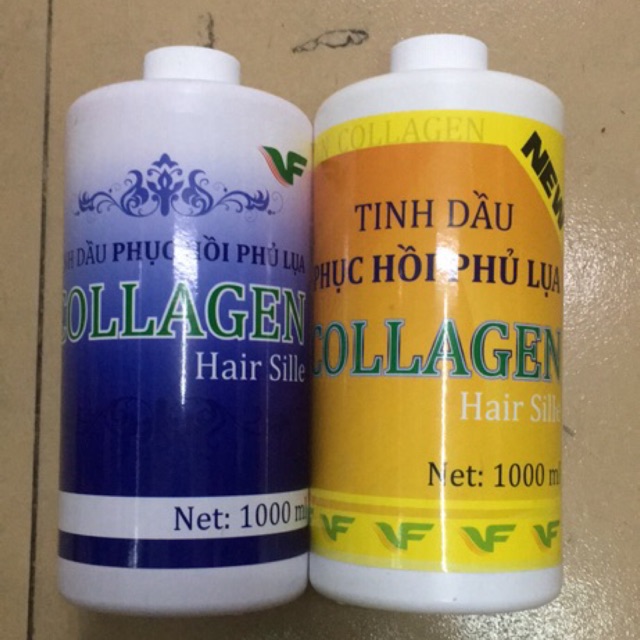 VF
NH DẦU PHỤC HỒI PHỦ LỤA
COLLAGEN
Hair Sille
Net: 1000 ml
N COLLAGEN
NEW
TINH DẦU
PHỤC HỒI PHỦ LỤA
COLLAGEN
Hair Sille
Net: 1000 ml
VF VF VF VF